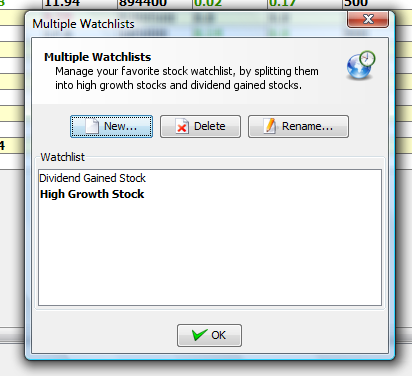 11.94 894400 0.02 0.17 500
Multiple Watchlists
Multiple Watchlists
Manage your favorite stock watchlist, by splitting them
into high growth stocks and dividend gained stocks.
New... Delete Rename...
Watchlist
Dividend Gained Stock
High Growth Stock
OK